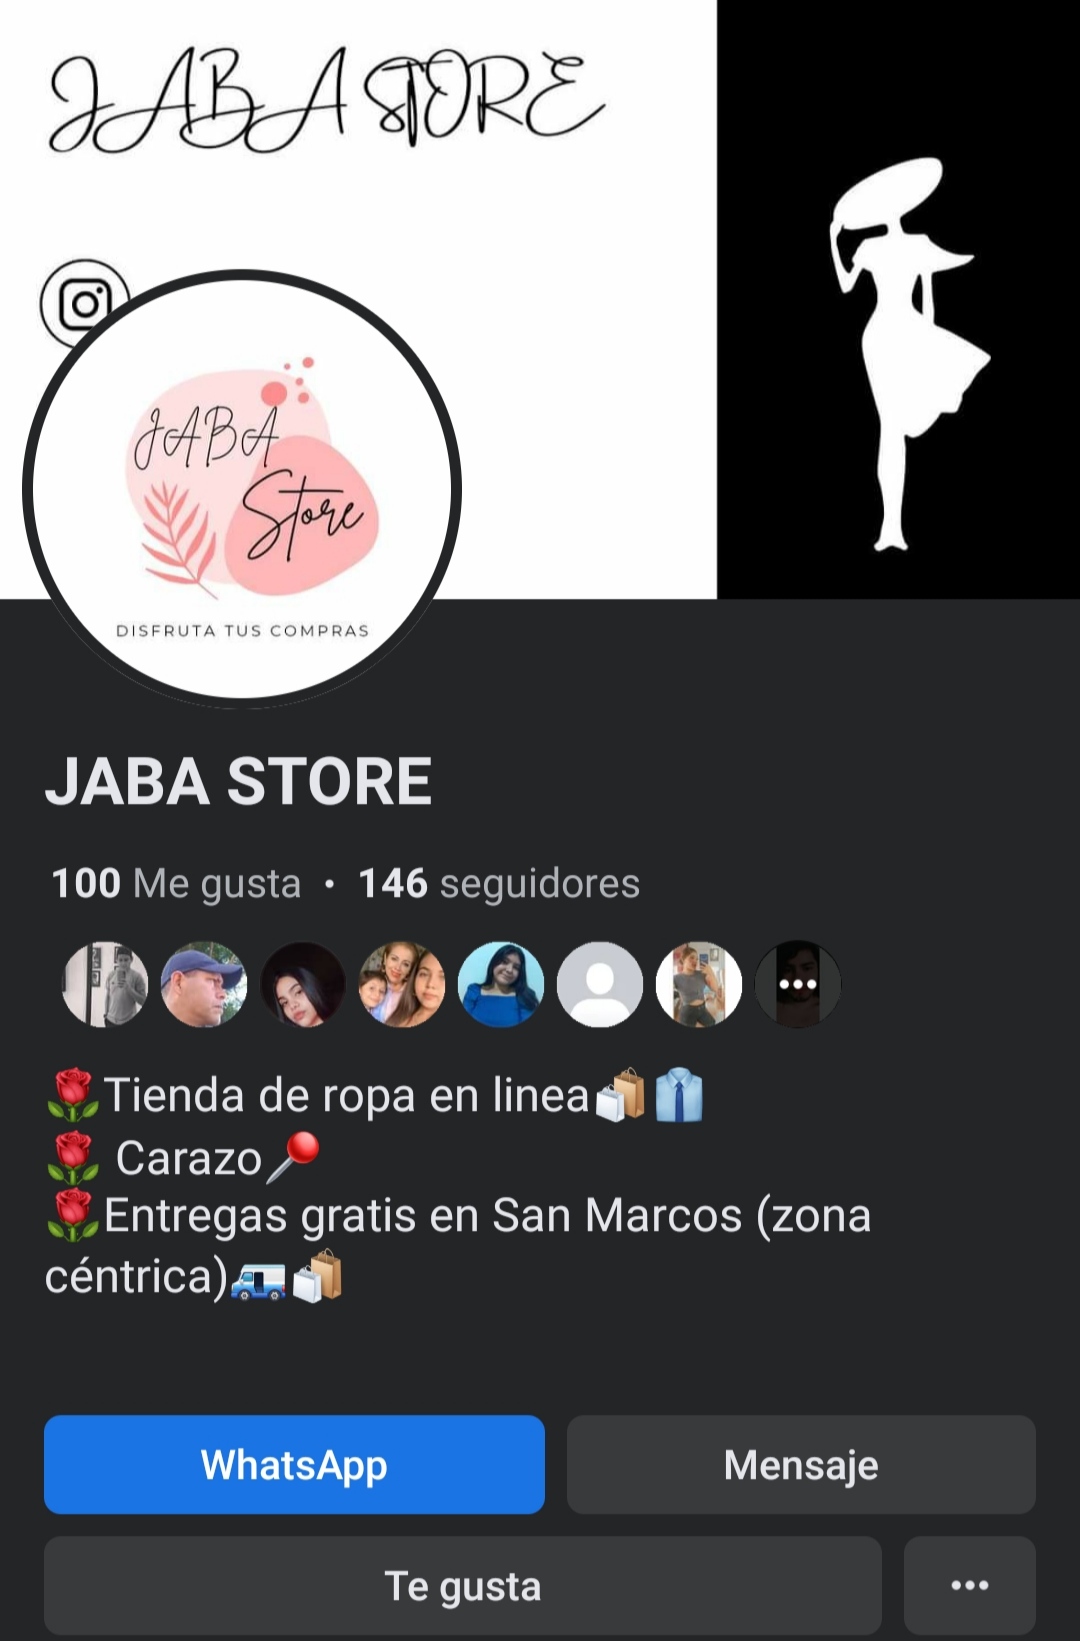 JABA STORE
JABA
Store
DISFRUTA TUS COMPRAS
JABA STORE
100 Me gusta • 146 seguidores
🌹Tienda de ropa en linea🛍️👔
🌹 Carazo📍
🌹Entregas gratis en San Marcos (zona
céntrica)🚐🛍️
WhatsApp
Mensaje
Te gusta